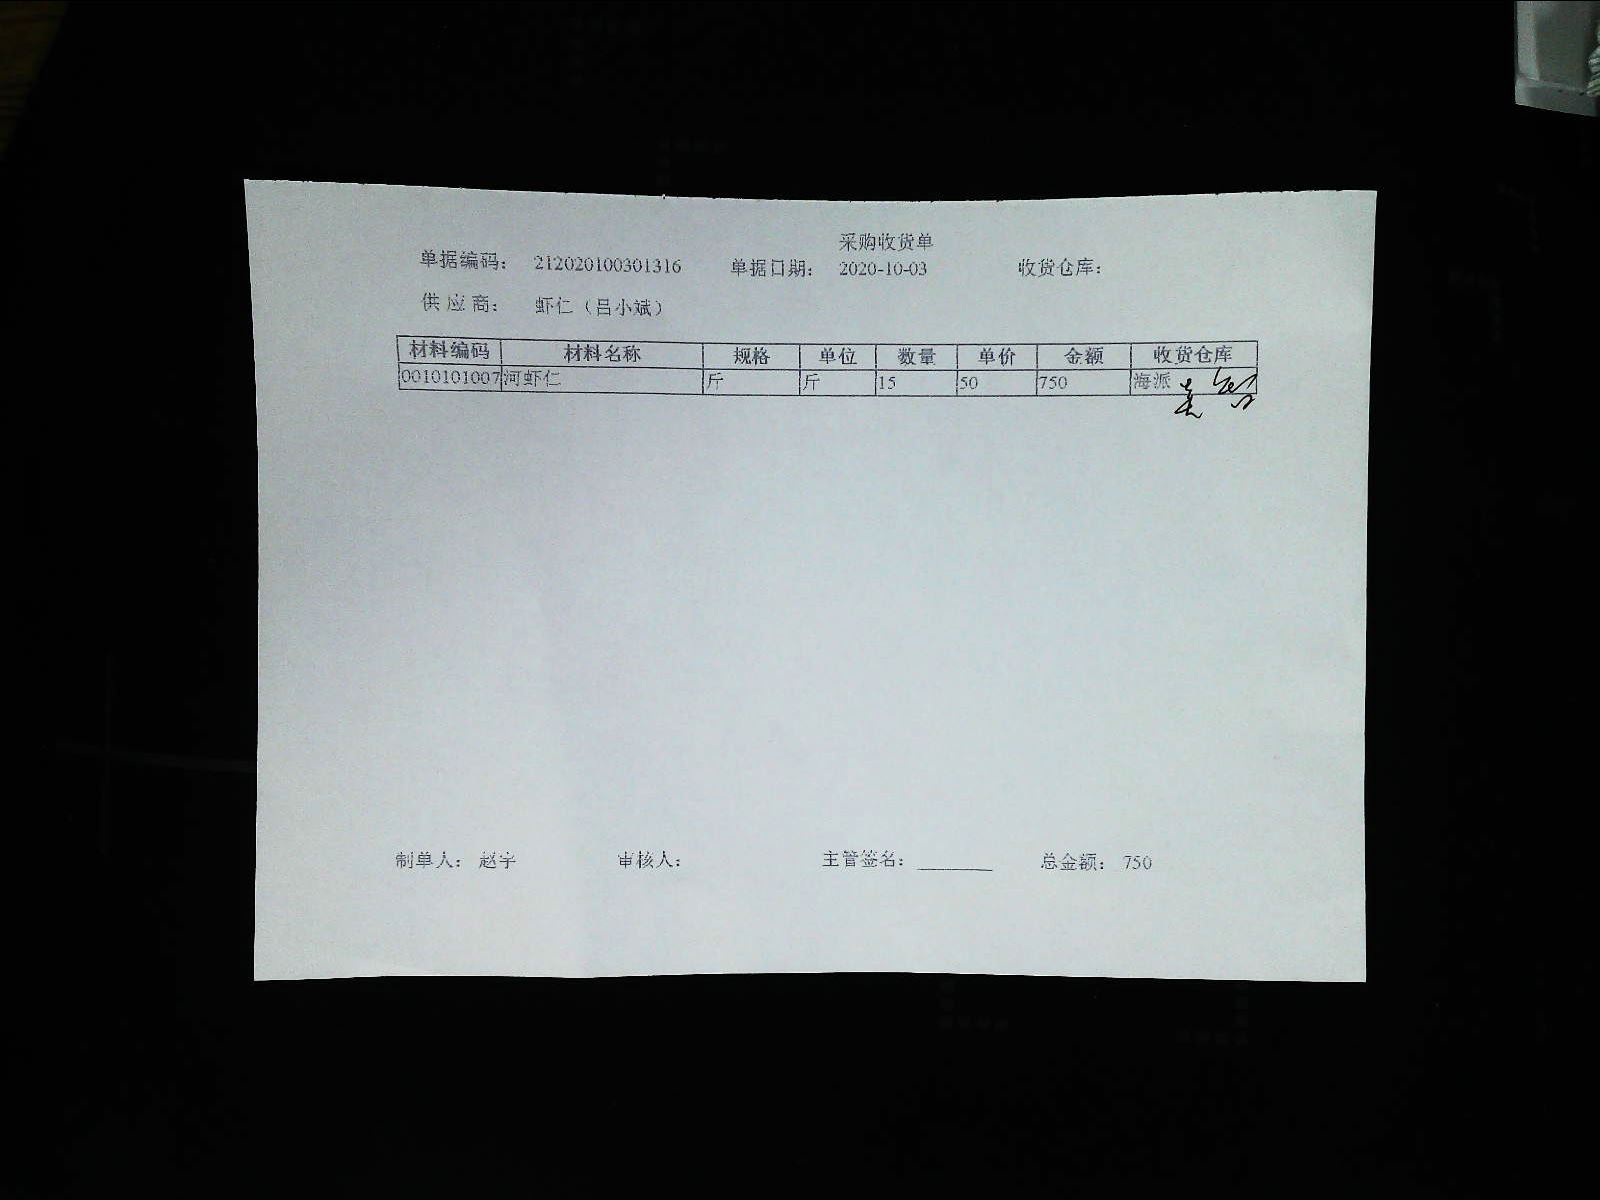 采购收货单
单据编码： 212020100301316 单据日期： 2020-10-03 收货仓库：
供 应 商： 虾仁（吕小斌）
材料编码 材料名称 规格 单位 数量 单价 金额 收货仓库
0010101007 河虾仁 斤 斤 15 50 750 海派
制单人： 赵宇 审核人： 主管签名： ________ 总金额： 750